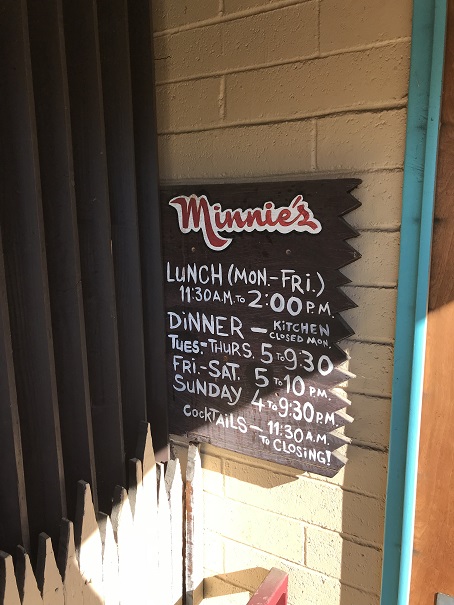 Minnie's
LUNCH (MON.-FRi.)
11:30 A.M. TO 2:00 P.M.
DiNNER – KiTCHEN
CLOSED MON.
TUES.-THURS. 5 TO 9:30
FRi.-SAT. 5 TO 10 P.M.
SUNDAY 4 TO 9:30 P.M.
COCKTAiLS – 11:30 A.M.
TO CLOSiNG!